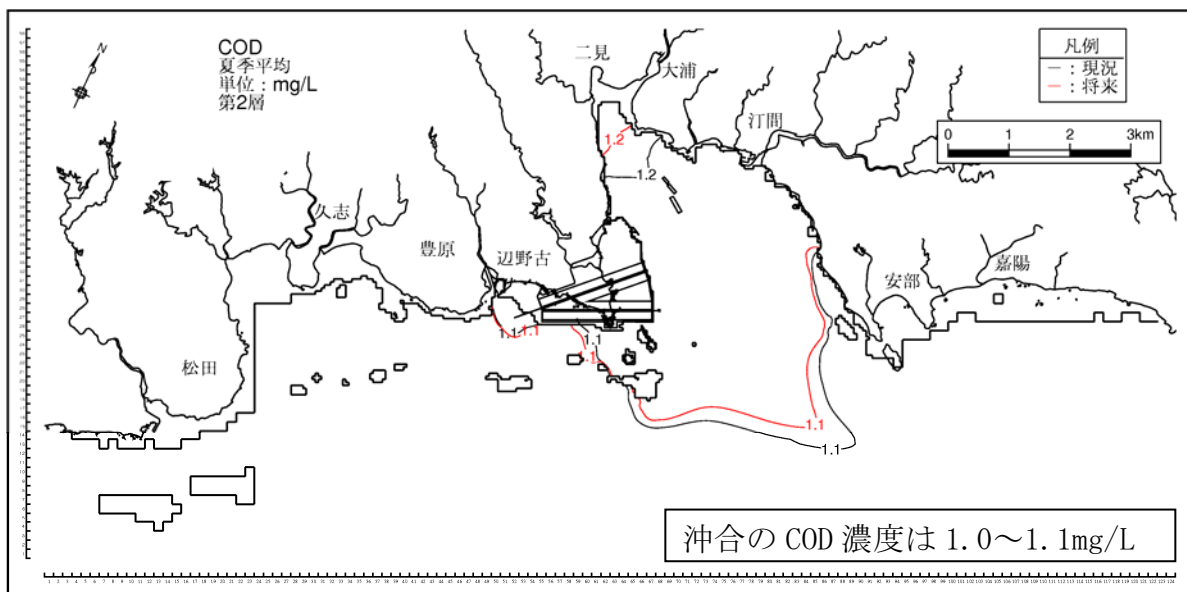 COD
夏季平均
単位：mg/L
第2層
N
二見
大浦
汀間
凡例
－：現況
－：将来
0 1 2 3km
1.2
1.2
久志
豊原
辺野古
安部
嘉陽
松田
1.1
1.1
1.1
1.1
1.1
1.1
沖合の COD 濃度は 1.0～1.1mg/L